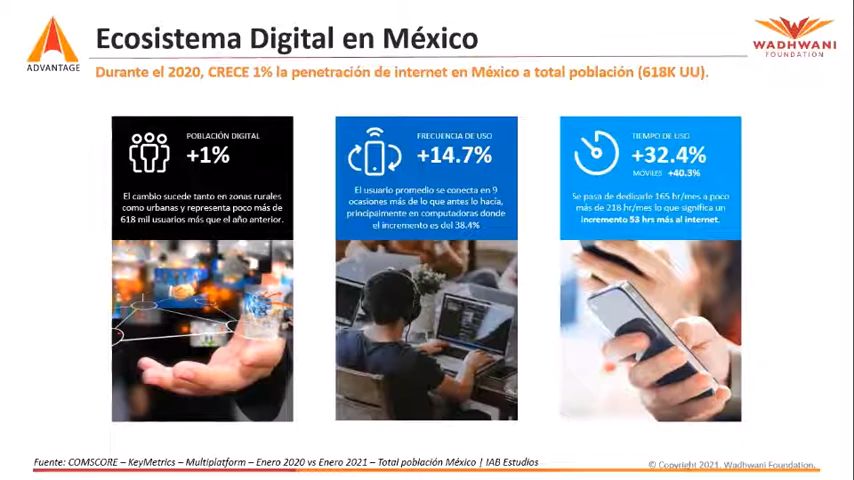 Ecosistema Digital en México
ADVANTAGE
WADHWANI
FOUNDATION
Durante el 2020, CRECE 1% la penetración de internet en México a total población (618K UU).
POBLACIÓN DIGITAL
+1%
El cambio sucede tanto en zonas rurales
como urbanas y representa poco más de
618 mil usuarios más que el año anterior.
FRECUENCIA DE USO
+14.7%
El usuario promedio se conecta en 9
ocasiones más de lo que antes lo hacía,
principalmente en computadoras donde
el incremento es del 38.4%
TIEMPO DE USO
+32.4%
MÓVILES +40.3%
Se pasa de dedicarle 165 hr/mes a poco
más de 218 hr/mes lo que significa un
incremento 53 hrs más al internet.
Fuente: COMSCORE – KeyMetrics – Multiplatform – Enero 2020 vs Enero 2021 – Total población México | IAB Estudios
© Copyright 2021. Wadhwani Foundation.